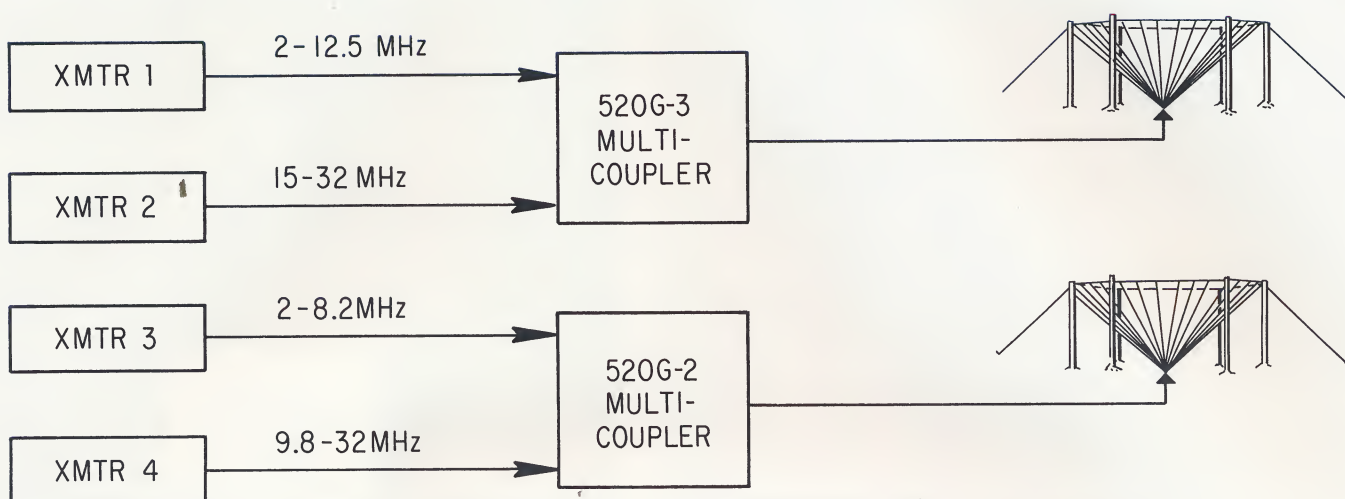 XMTR 1
2-12.5 MHz
XMTR 2
15-32 MHz
520G-3
MULTI-
COUPLER
XMTR 3
2-8.2MHz
XMTR 4
9.8-32MHz
520G-2
MULTI-
COUPLER